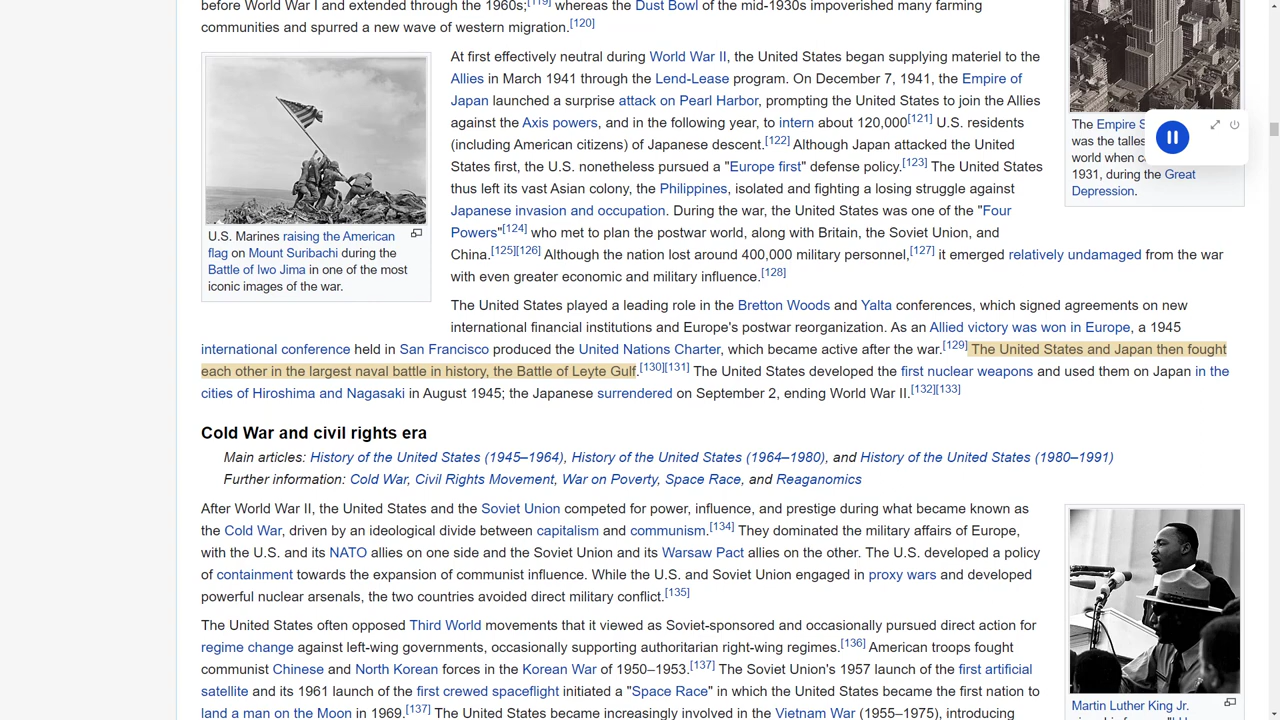 before World War I and extended through the 1960s;[119] whereas the Dust Bowl of the mid-1930s impoverished many farming
communities and spurred a new wave of western migration.[120]
At first effectively neutral during World War II, the United States began supplying materiel to the
Allies in March 1941 through the Lend-Lease program. On December 7, 1941, the Empire of
Japan launched a surprise attack on Pearl Harbor, prompting the United States to join the Allies
against the Axis powers, and in the following year, to intern about 120,000[121] U.S. residents
(including American citizens) of Japanese descent.[122] Although Japan attacked the United
States first, the U.S. nonetheless pursued a "Europe first" defense policy.[123] The United States
thus left its vast Asian colony, the Philippines, isolated and fighting a losing struggle against
Japanese invasion and occupation. During the war, the United States was one of the "Four
Powers"[124] who met to plan the postwar world, along with Britain, the Soviet Union, and
China.[125][126] Although the nation lost around 400,000 military personnel,[127] it emerged relatively undamaged from the war
with even greater economic and military influence.[128]
U.S. Marines raising the American
flag on Mount Suribachi during the
Battle of Iwo Jima in one of the most
iconic images of the war.
The Empire S
was the talles
world when c
1931, during the Great
Depression.
The United States played a leading role in the Bretton Woods and Yalta conferences, which signed agreements on new
international financial institutions and Europe's postwar reorganization. As an Allied victory was won in Europe, a 1945
international conference held in San Francisco produced the United Nations Charter, which became active after the war.[129] The United States and Japan then fought
each other in the largest naval battle in history, the Battle of Leyte Gulf.[130][131] The United States developed the first nuclear weapons and used them on Japan in the
cities of Hiroshima and Nagasaki in August 1945; the Japanese surrendered on September 2, ending World War II.[132][133]
Cold War and civil rights era
Main articles: History of the United States (1945–1964), History of the United States (1964–1980), and History of the United States (1980–1991)
Further information: Cold War, Civil Rights Movement, War on Poverty, Space Race, and Reaganomics
After World War II, the United States and the Soviet Union competed for power, influence, and prestige during what became known as
the Cold War, driven by an ideological divide between capitalism and communism.[134] They dominated the military affairs of Europe,
with the U.S. and its NATO allies on one side and the Soviet Union and its Warsaw Pact allies on the other. The U.S. developed a policy
of containment towards the expansion of communist influence. While the U.S. and Soviet Union engaged in proxy wars and developed
powerful nuclear arsenals, the two countries avoided direct military conflict.[135]
The United States often opposed Third World movements that it viewed as Soviet-sponsored and occasionally pursued direct action for
regime change against left-wing governments, occasionally supporting authoritarian right-wing regimes.[136] American troops fought
communist Chinese and North Korean forces in the Korean War of 1950–1953.[137] The Soviet Union's 1957 launch of the first artificial
satellite and its 1961 launch of the first crewed spaceflight initiated a "Space Race" in which the United States became the first nation to
land a man on the Moon in 1969.[137] The United States became increasingly involved in the Vietnam War (1955–1975), introducing
Martin Luther King Jr.